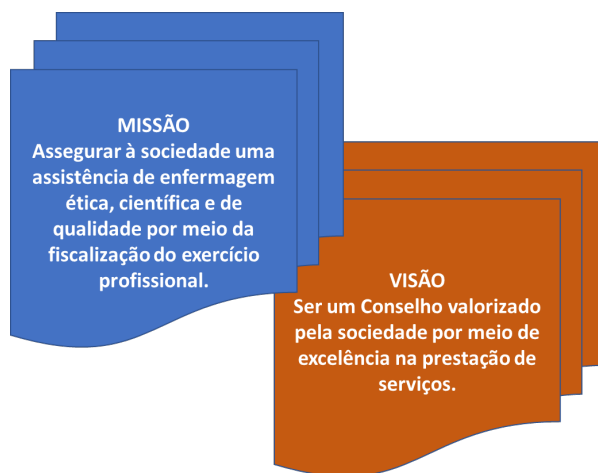 MISSÃO
Assegurar à sociedade uma
assistência de enfermagem
ética, científica e de
qualidade por meio da
fiscalização do exercício
profissional.
VISÃO
Ser um Conselho valorizado
pela sociedade por meio de
excelência na prestação de
serviços.